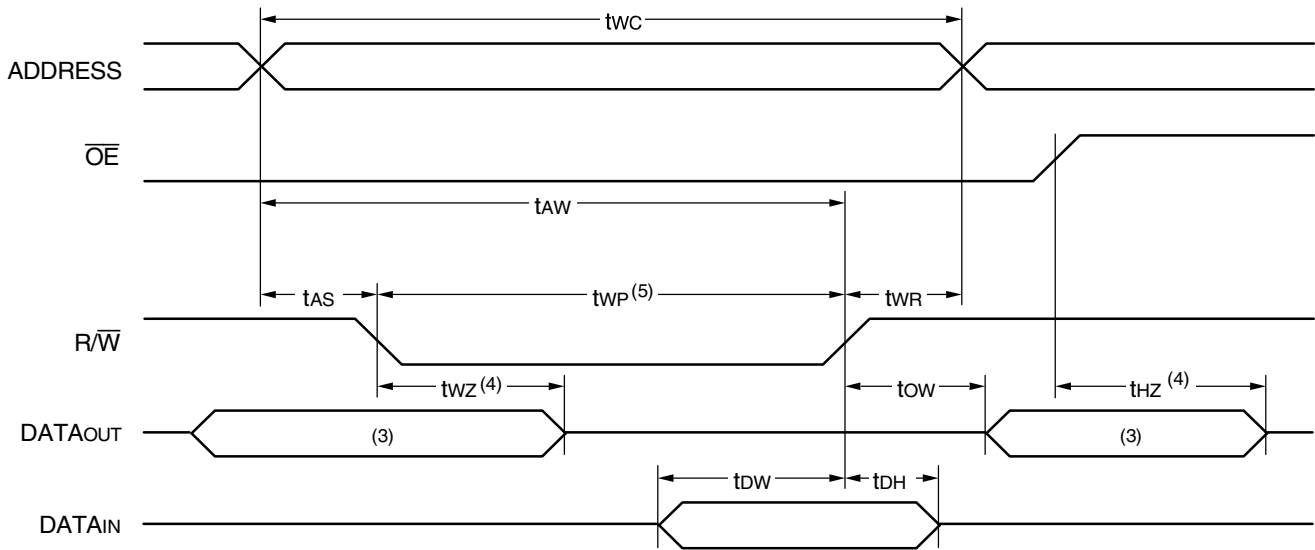 tWC
ADDRESS
OE
tAW
tAS
tWP (5)
tWR
R/W
tWZ (4)
tOW
tHZ (4)
DATAOUT
(3)
(3)
tDW
tDH
DATAIN